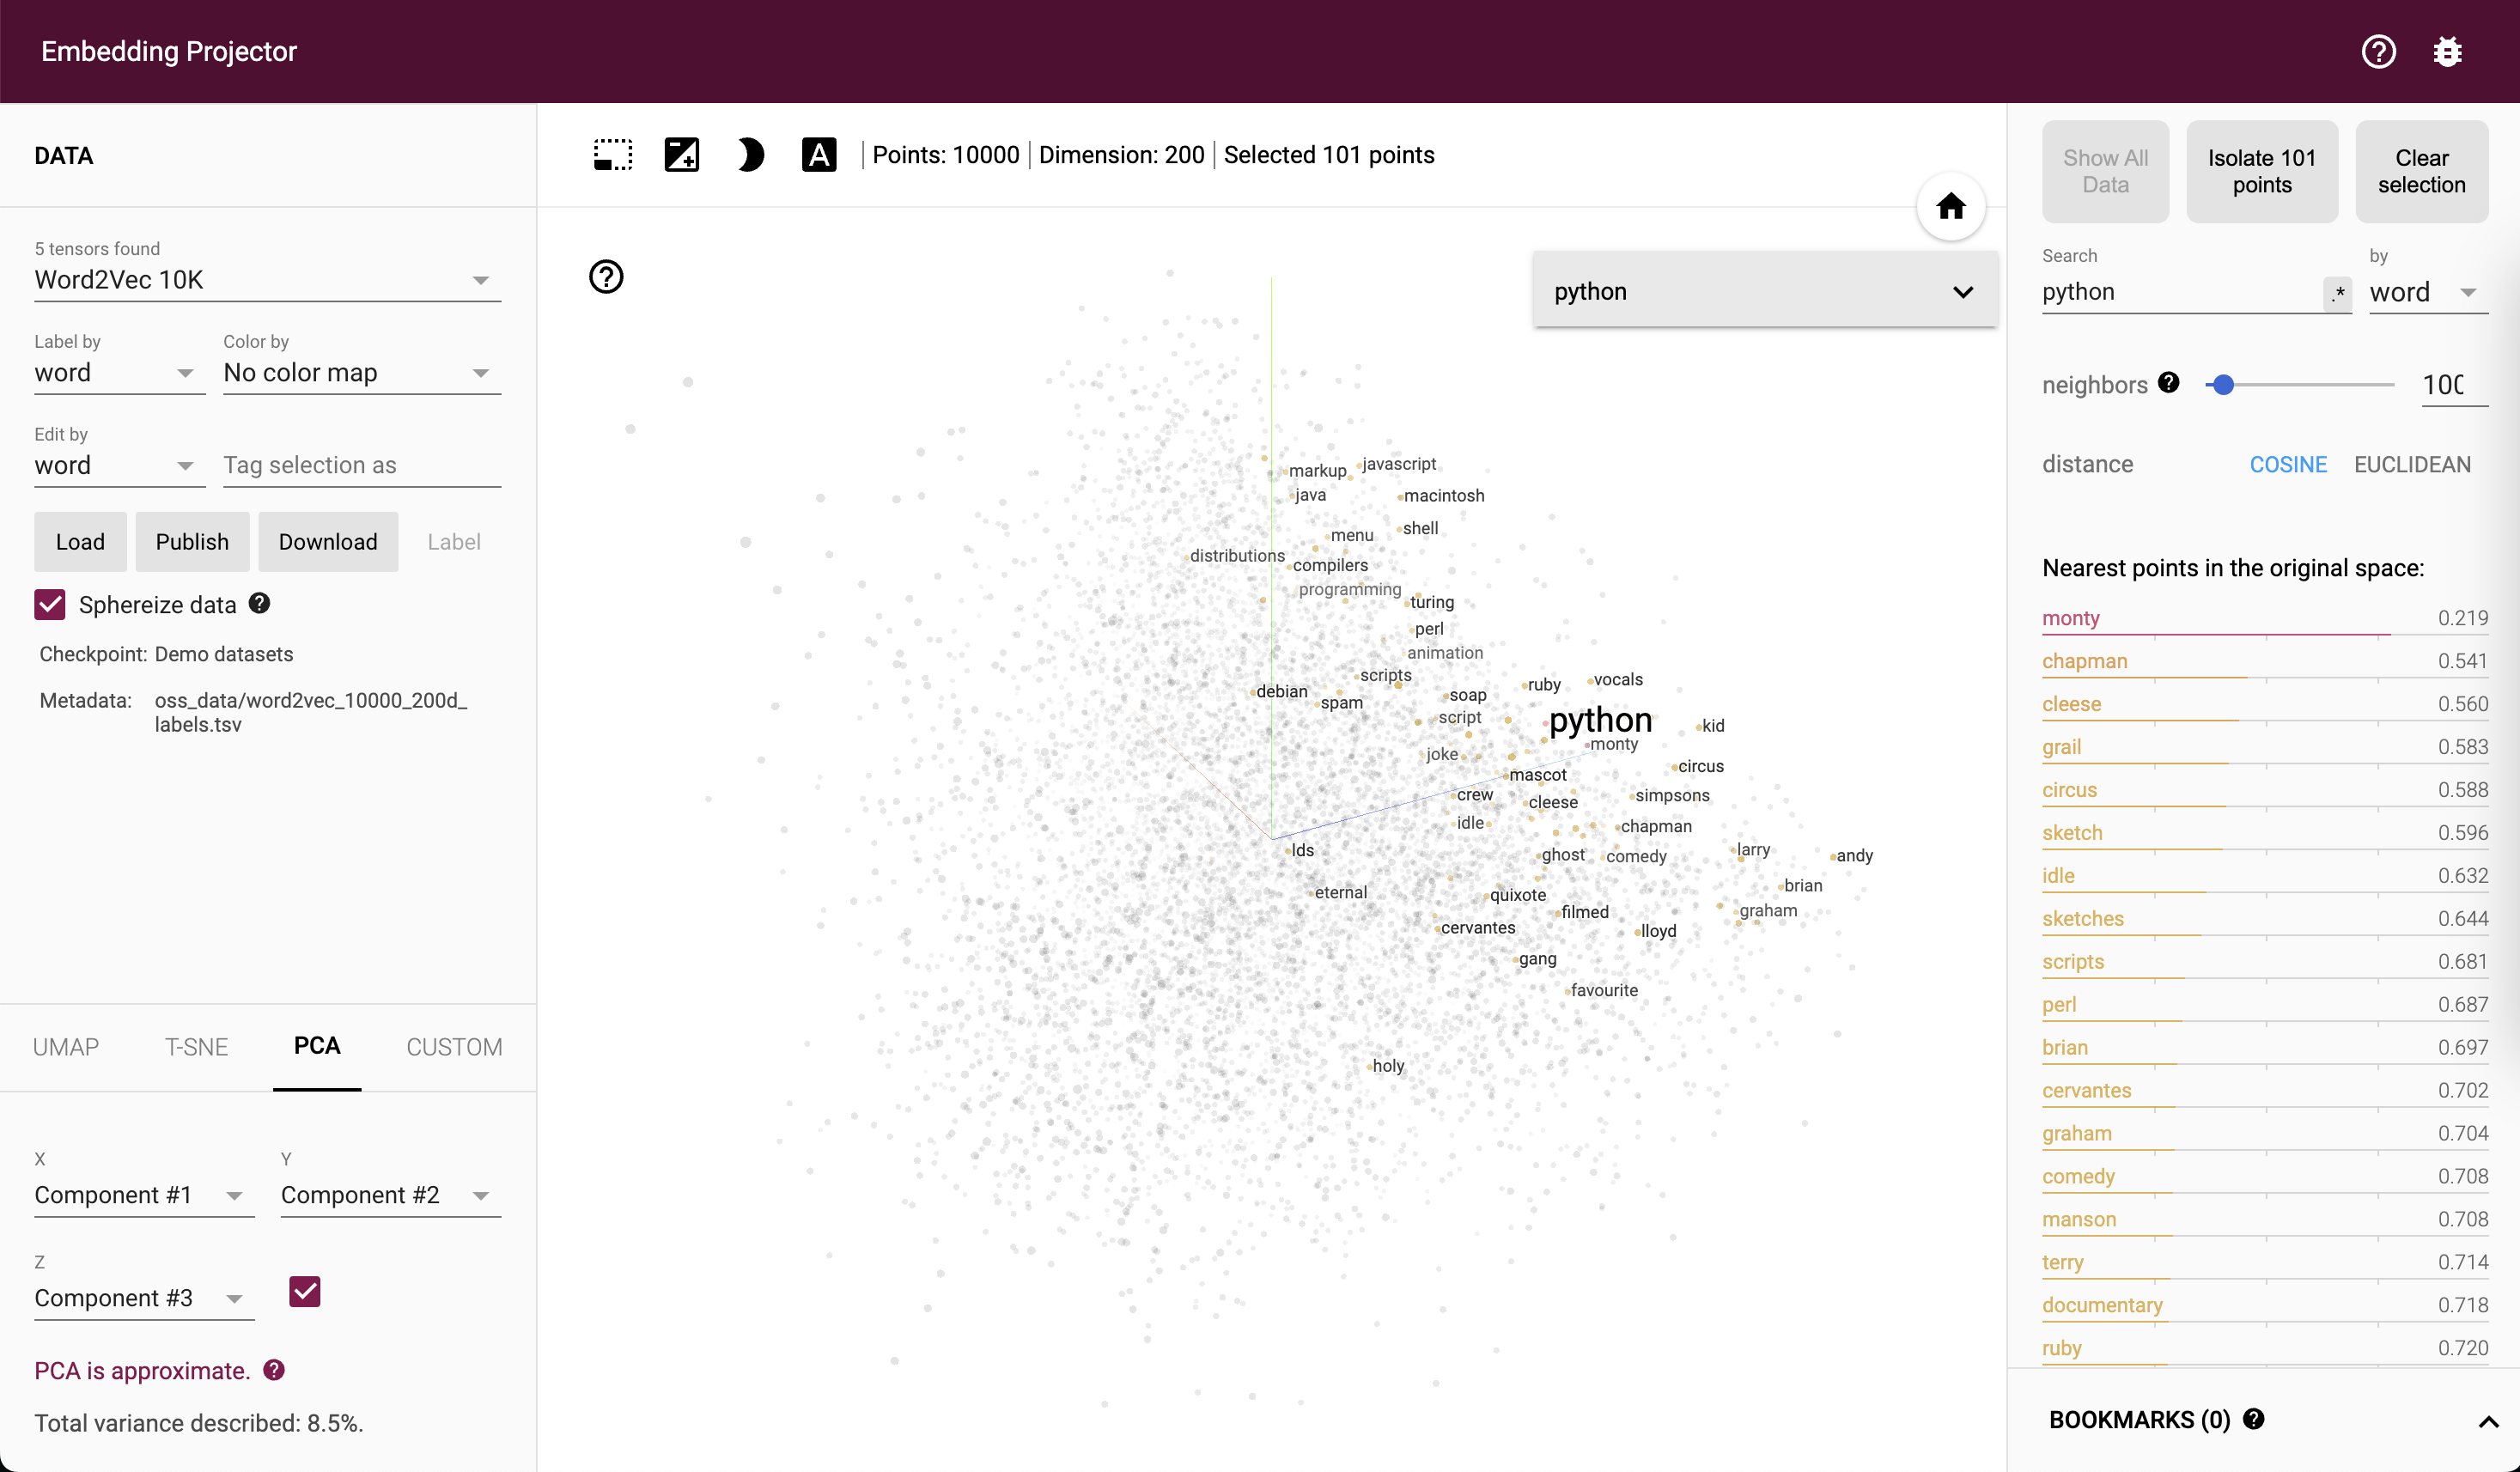 Embedding Projector
DATA
5 tensors found
Word2Vec 10K
Label by
word
Color by
No color map
Edit by
word
Tag selection as
Load
Publish
Download
Label
Sphereize data
Checkpoint: Demo datasets
Metadata: oss_data/word2vec_10000_200d_
labels.tsv
UMAP
T-SNE
PCA
CUSTOM
X
Component #1
Y
Component #2
Z
Component #3
PCA is approximate.
Total variance described: 8.5%.
A
Points: 10000
Dimension: 200
Selected 101 points
python
markup
javascript
java
macintosh
shell
menu
distributions
compilers
programming
turing
perl
animation
scripts
debian
spam
soap
ruby
vocals
script
python
kid
monty
joke
circus
mascot
crew
cleese
simpsons
idle
chapman
lds
ghost
comedy
larry
andy
eternal
quixote
brian
filmed
graham
cervantes
lloyd
gang
favourite
holy
Show All
Data
Isolate 101
points
Clear
selection
Search
python
.*
by
word
neighbors
100
distance
COSINE
EUCLIDEAN
Nearest points in the original space:
monty 0.219
chapman 0.541
cleese 0.560
grail 0.583
circus 0.588
sketch 0.596
idle 0.632
sketches 0.644
scripts 0.681
perl 0.687
brian 0.697
cervantes 0.702
graham 0.704
comedy 0.708
manson 0.708
terry 0.714
documentary 0.718
ruby 0.720
BOOKMARKS (0)